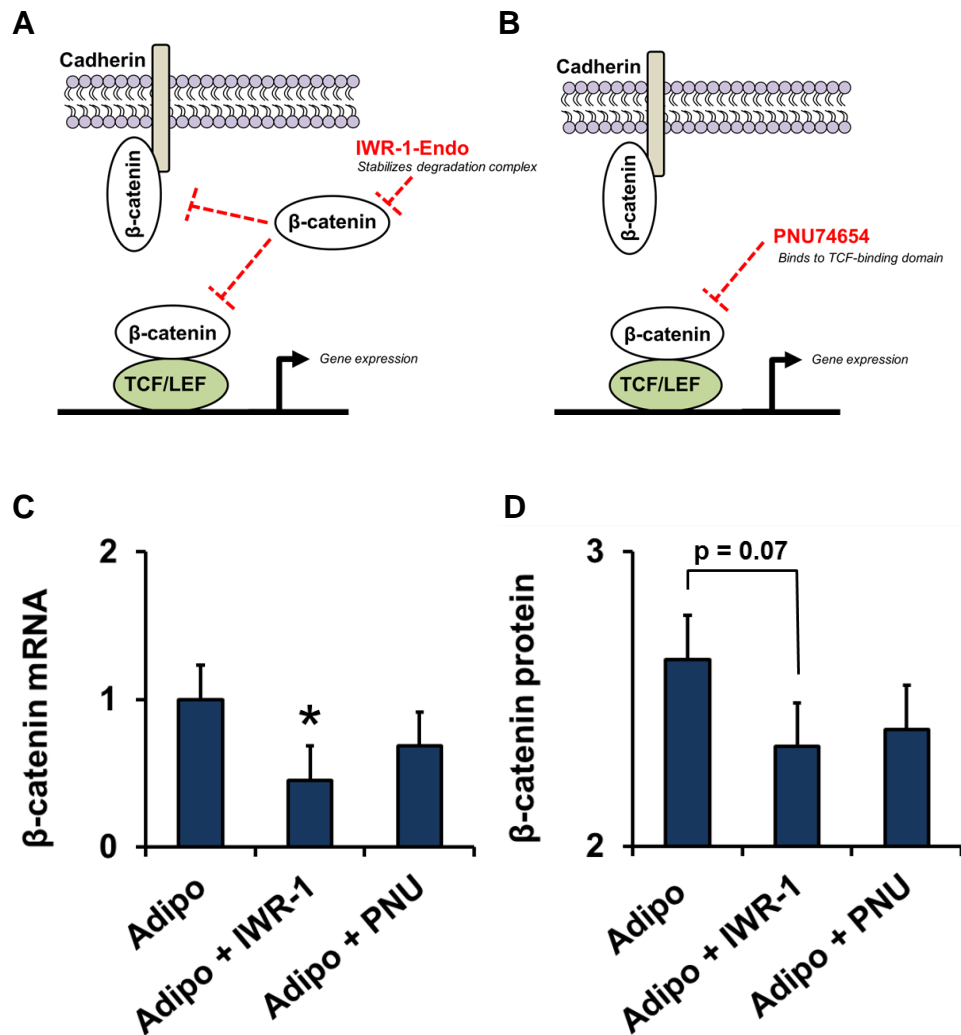 A
Cadherin
β-catenin
IWR-1-Endo
Stabilizes degradation complex
β-catenin
β-catenin
TCF/LEF
Gene expression
B
Cadherin
β-catenin
PNU74654
Binds to TCF-binding domain
β-catenin
TCF/LEF
Gene expression
C
β-catenin mRNA
2
1
0
*
Adipo
Adipo + IWR-1
Adipo + PNU
D
β-catenin protein
3
2
p = 0.07
Adipo
Adipo + IWR-1
Adipo + PNU